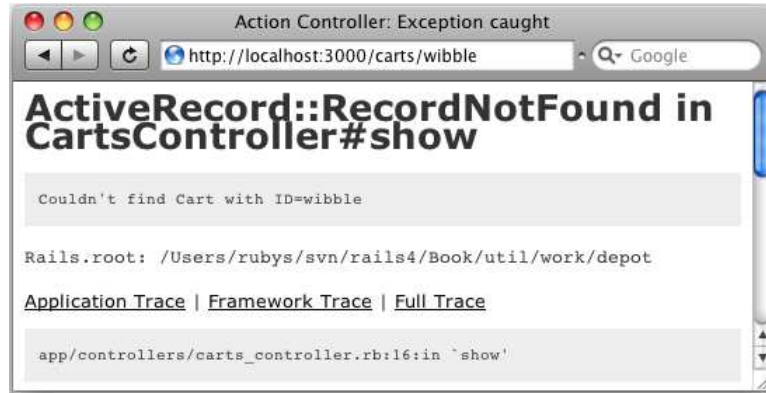 Action Controller: Exception caught
http://localhost:3000/carts/wibble
Google
ActiveRecord::RecordNotFound in
CartsController#show
Couldn't find Cart with ID=wibble
Rails.root: /Users/rubys/svn/rails4/Book/util/work/depot
Application Trace | Framework Trace | Full Trace
app/controllers/carts_controller.rb:16:in `show'